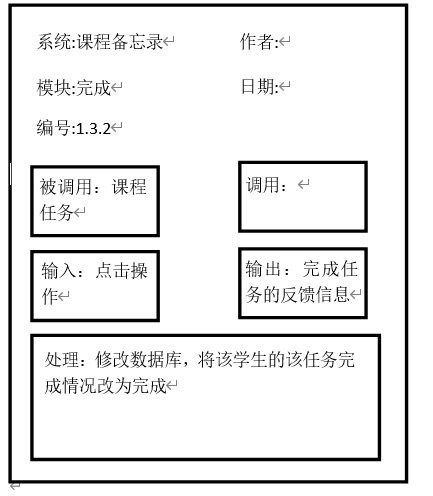 系统:课程备忘录
作者:
模块:完成
日期:
编号:1.3.2
被调用：课程
任务
调用：
输入：点击操
作
输出：完成任
务的反馈信息
处理：修改数据库，将该学生的该任务完
成情况改为完成